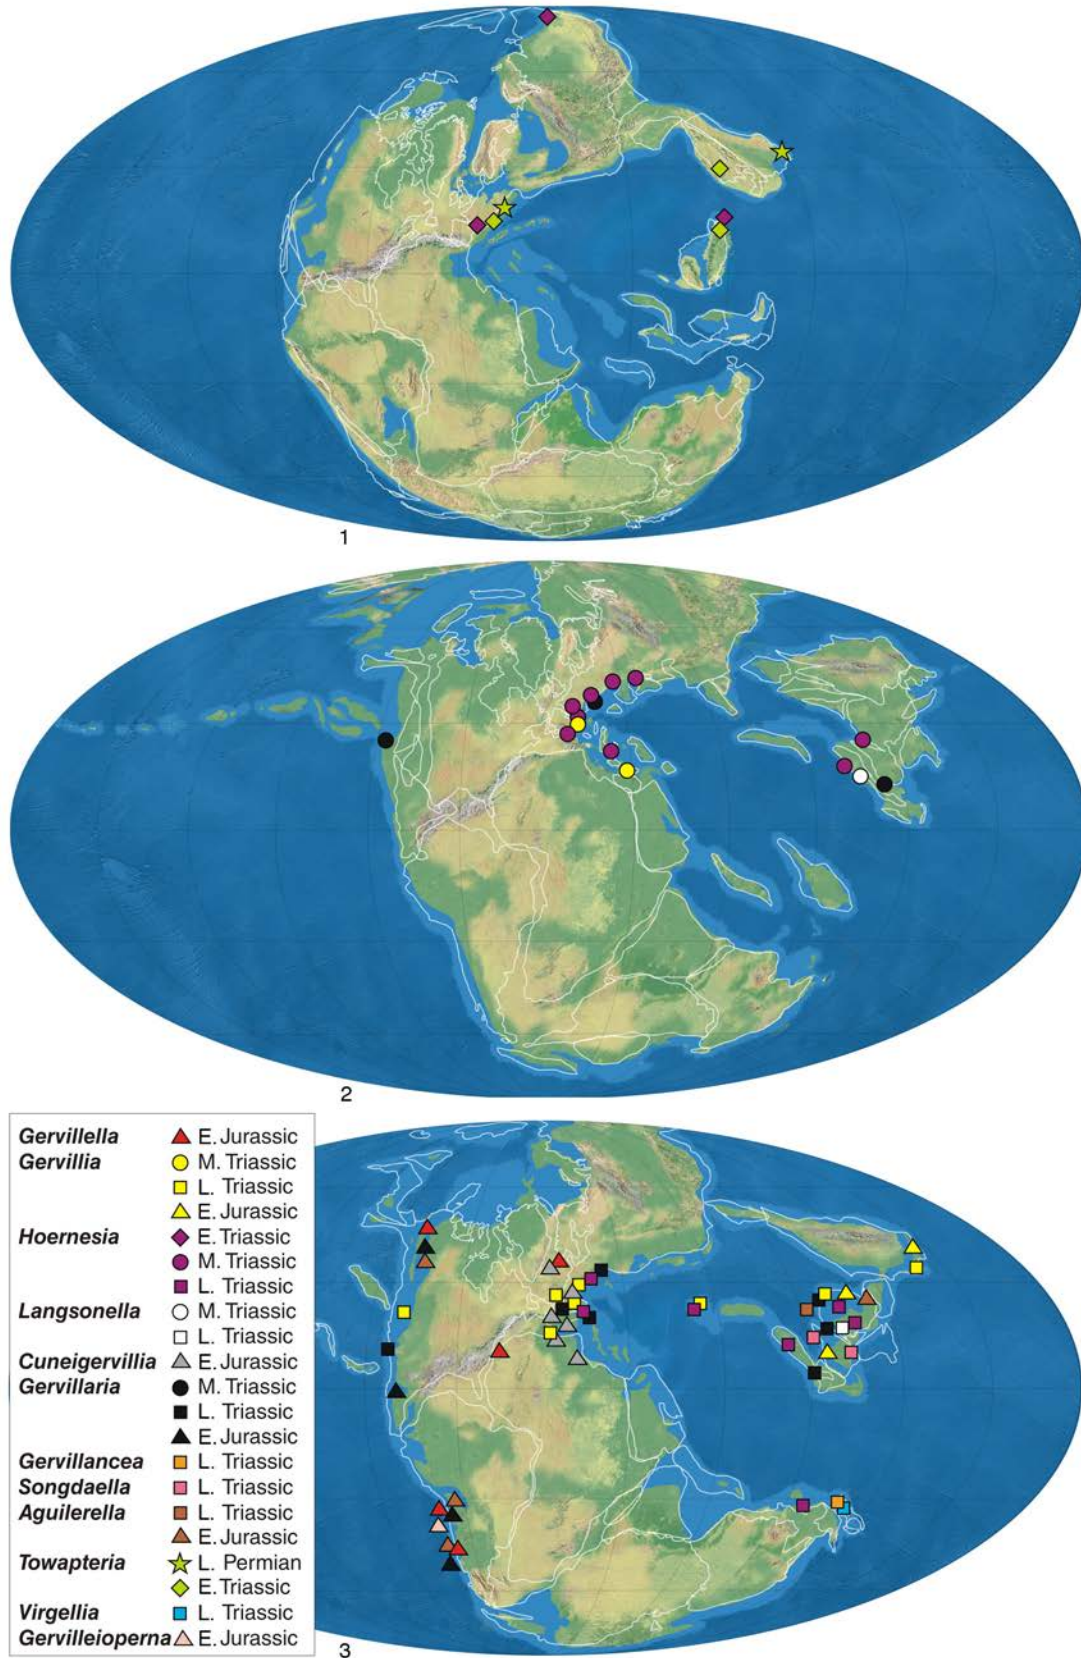 1
2
Gervillella E. Jurassic
Gervillia M. Triassic
L. Triassic
E. Jurassic
Hoernesia E. Triassic
M. Triassic
L. Triassic
Langsonella M. Triassic
L. Triassic
Cuneigervillia E. Jurassic
Gervillaria M. Triassic
L. Triassic
E. Jurassic
Gervillancea L. Triassic
Songdaella L. Triassic
Aguilerella L. Triassic
E. Jurassic
Towapteria L. Permian
E. Triassic
Virgellia L. Triassic
Gervilleioperna E. Jurassic
3